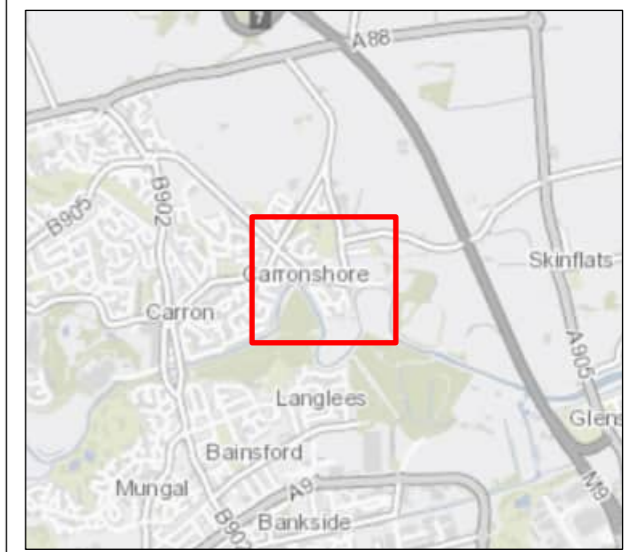 7
A88
B905
B902
Carronshore
Skinflats
Carron
A905
Langlees
Glens
Bainsford
Mungal
A9
M9
B902
Bankside